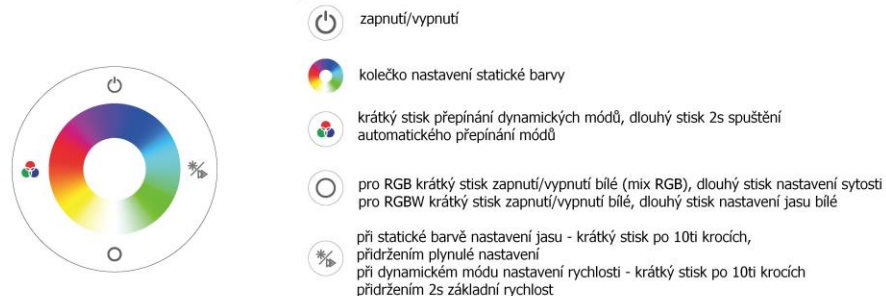 zapnutí/vypnutí
kolečko nastavení statické barvy
krátký stisk přepínání dynamických módů, dlouhý stisk 2s spuštění
automatického přepínání módů
pro RGB krátký stisk zapnutí/vypnutí bílé (mix RGB), dlouhý stisk nastavení sytosti
pro RGBW krátký stisk zapnutí/vypnutí bílé, dlouhý stisk nastavení jasu bílé
při statické barvě nastavení jasu - krátký stisk po 10ti krocích,
přidržením plynulé nastavení
při dynamickém módu nastavení rychlosti - krátký stisk po 10ti krocích
přidržením 2s základní rychlost